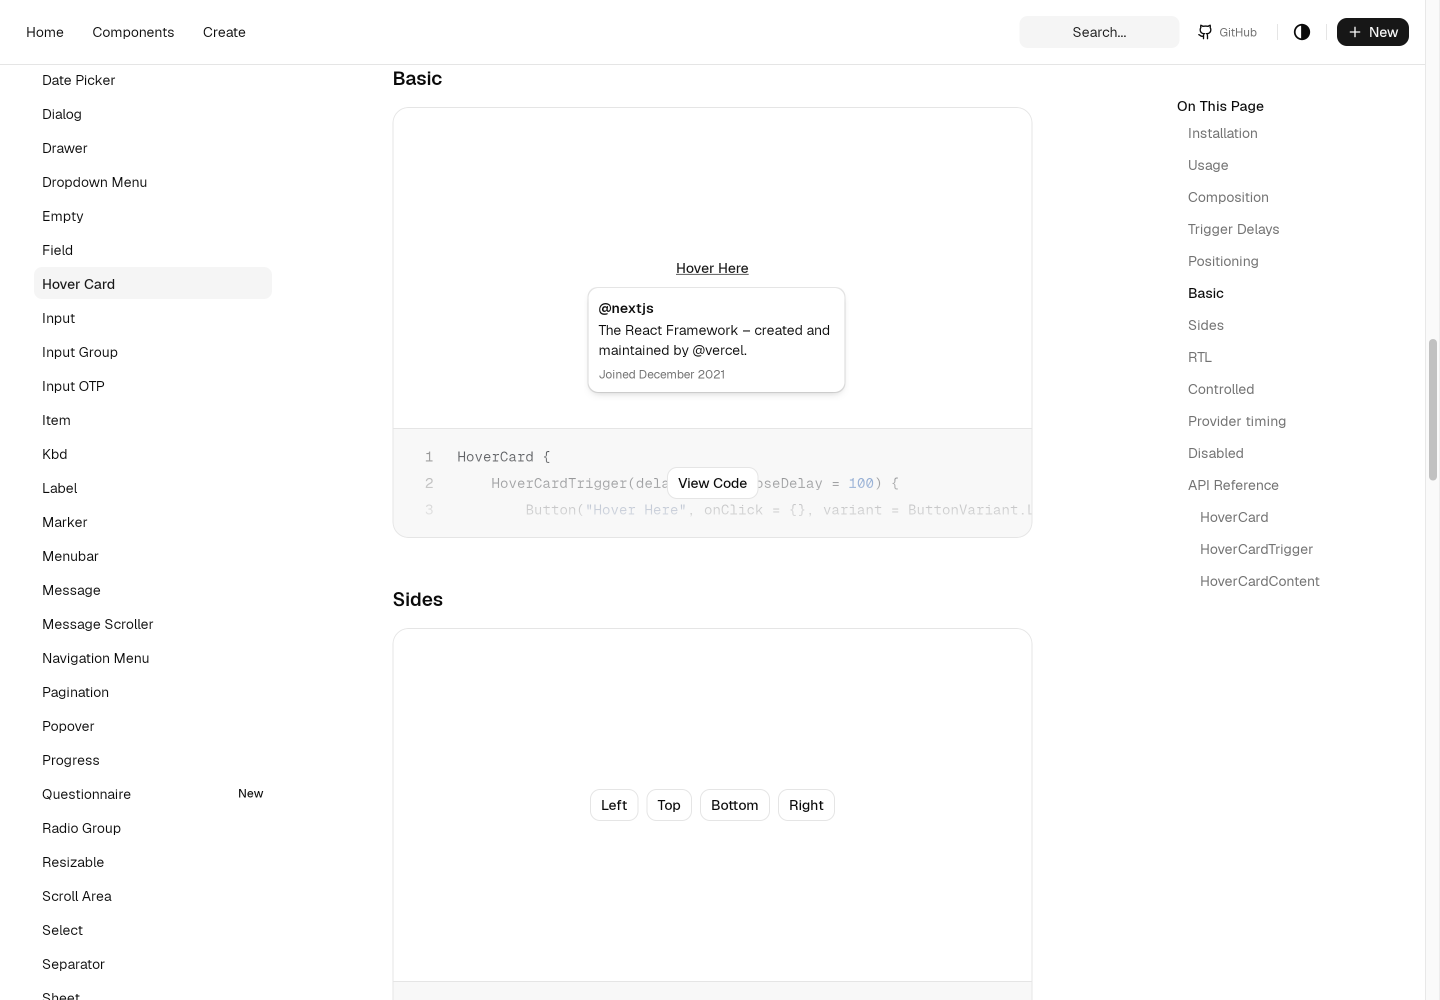 Home
Components
Create
Search...
GitHub
New
Date Picker
Dialog
Drawer
Dropdown Menu
Empty
Field
Hover Card
Input
Input Group
Input OTP
Item
Kbd
Label
Marker
Menubar
Message
Message Scroller
Navigation Menu
Pagination
Popover
Progress
Questionnaire New
Radio Group
Resizable
Scroll Area
Select
Separator
Sheet
Basic
Hover Here
@nextjs
The React Framework – created and
maintained by @vercel.
Joined December 2021
1 HoverCard {
2 HoverCardTrigger( = 100) {
View Code
3 Button("Hover Here", onClick = {}, variant = ButtonVariant.
Sides
Left
Top
Bottom
Right
On This Page
Installation
Usage
Composition
Trigger Delays
Positioning
Basic
Sides
RTL
Controlled
Provider timing
Disabled
API Reference
HoverCard
HoverCardTrigger
HoverCardContent